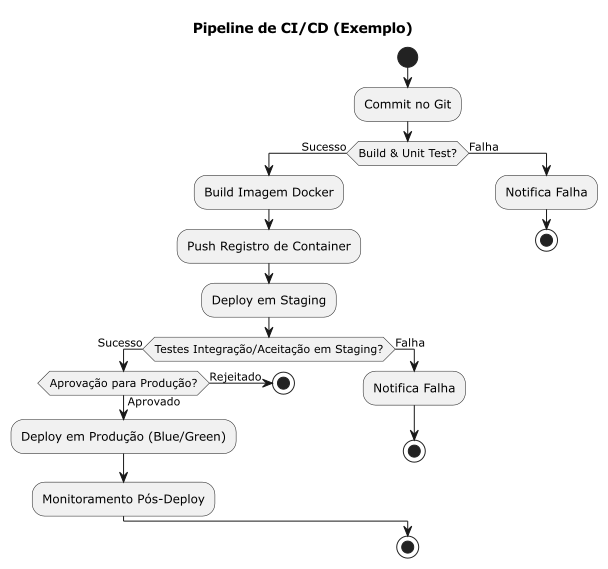 Pipeline de CI/CD (Exemplo)
Commit no Git
Build & Unit Test?
Sucesso
Falha
Build Imagem Docker
Notifica Falha
Push Registro de Container
Deploy em Staging
Testes Integração/Aceitação em Staging?
Sucesso
Falha
Aprovação para Produção?
Rejeitado
Notifica Falha
Aprovado
Deploy em Produção (Blue/Green)
Monitoramento Pós-Deploy